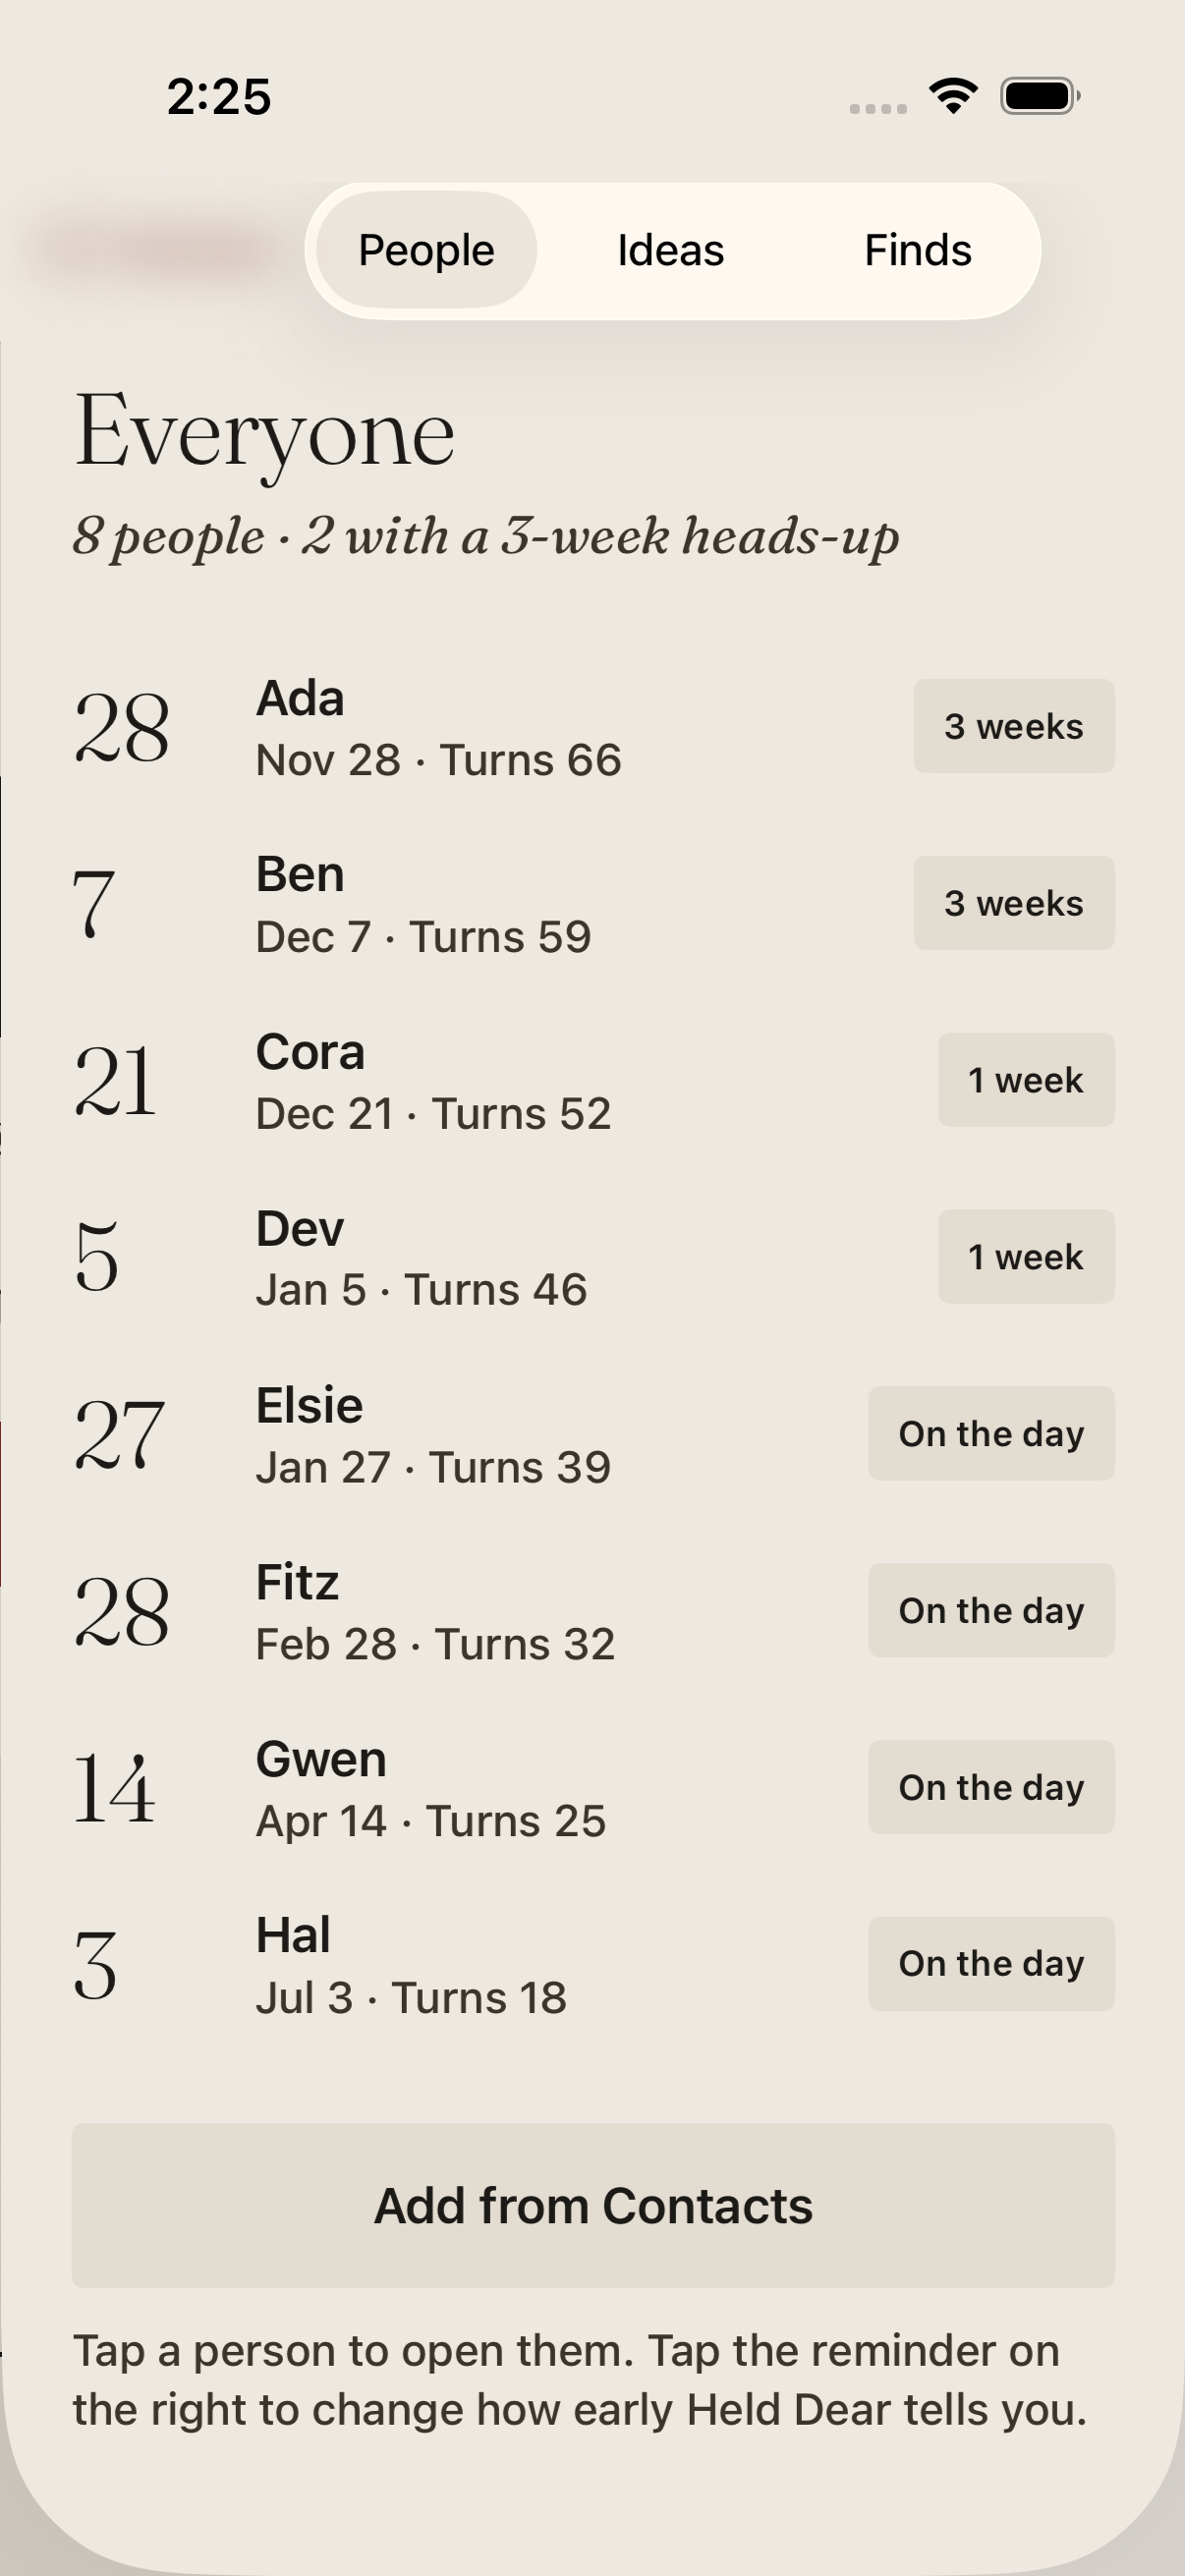 2:25
People Ideas Finds
Everyone
8 people · 2 with a 3-week heads-up
28
Ada
Nov 28 · Turns 66
3 weeks
7
Ben
Dec 7 · Turns 59
3 weeks
21
Cora
Dec 21 · Turns 52
1 week
5
Dev
Jan 5 · Turns 46
1 week
27
Elsie
Jan 27 · Turns 39
On the day
28
Fitz
Feb 28 · Turns 32
On the day
14
Gwen
Apr 14 · Turns 25
On the day
3
Hal
Jul 3 · Turns 18
On the day
Add from Contacts
Tap a person to open them. Tap the reminder on
the right to change how early Held Dear tells you.